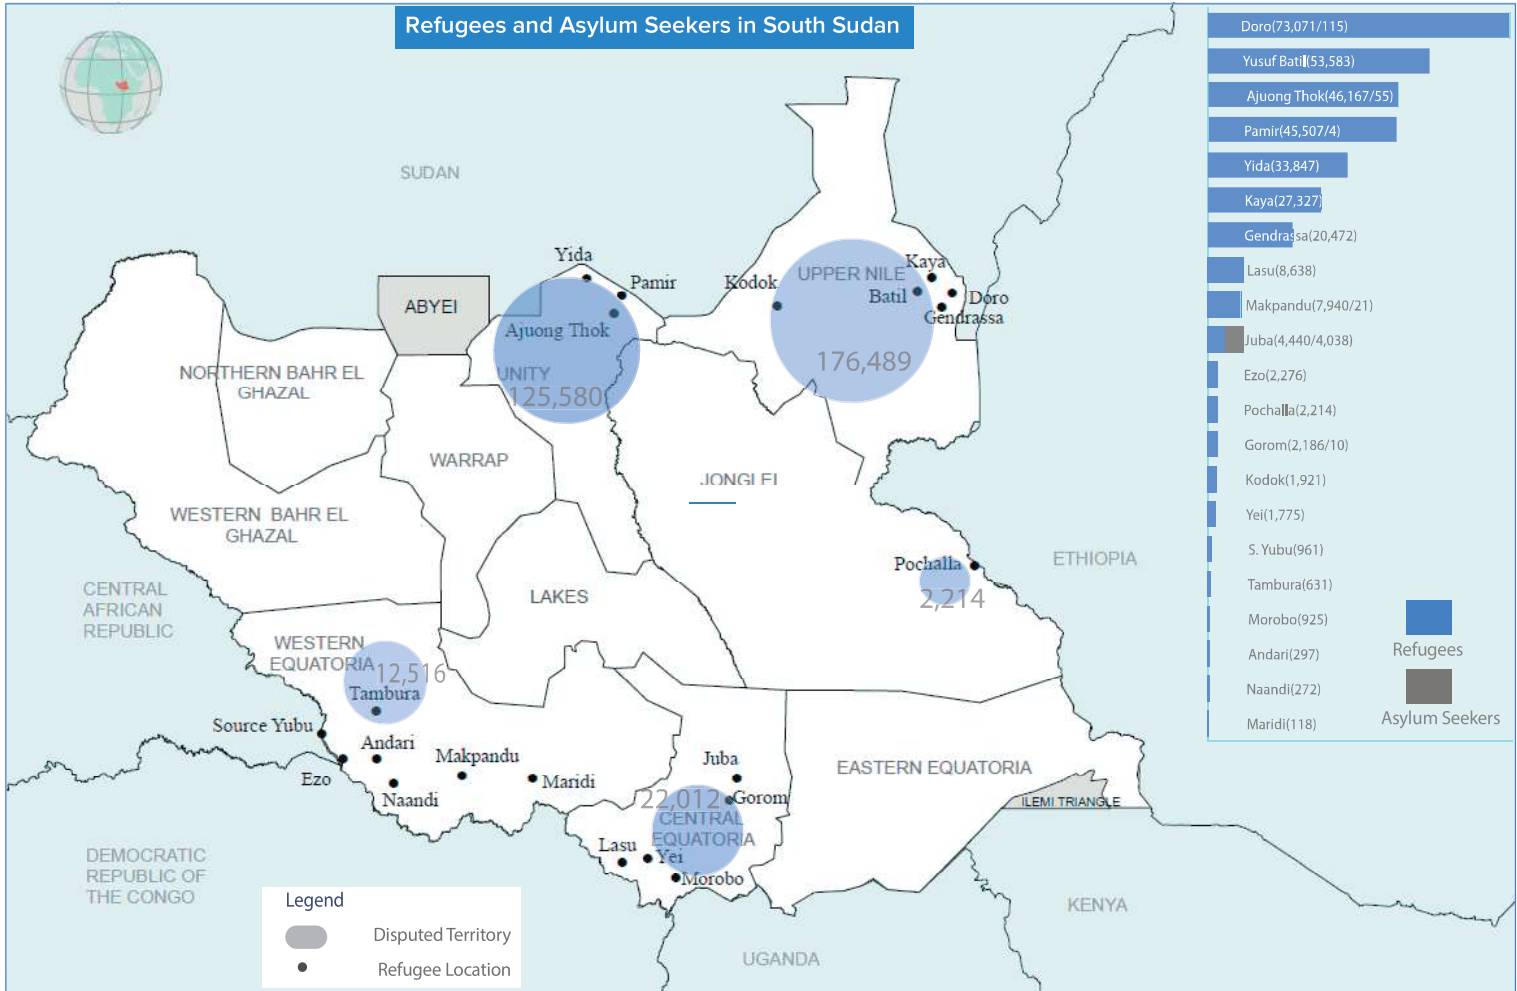 Refugees and Asylum Seekers in South Sudan
Doro(73,071/115)
Yusuf Batil(53,583)
Ajuong Thok(46,167/55)
Pamir(45,507/4)
Yida(33,847)
Kaya(27,327)
Gendrassa(20,472)
Lasu(8,638)
Makpandu(7,940/21)
Juba(4,440/4,038)
Ezo(2,276)
Pochalla(2,214)
Gorom(2,186/10)
Kodok(1,921)
Yei(1,775)
S. Yubu(961)
Tambura(631)
Morobo(925)
Andari(297)
Naandi(272)
Maridi(118)
Refugees
Asylum Seekers
SUDAN
Yida
Pamir
Ajuong Thok
UNITY
125,580
ABYEI
Kodok
UPPER NILE
Kaya
Batil
Doro
Gendrassa
176,489
NORTHERN BAHR EL
GHAZAL
WARRAP
JONGLEI
WESTERN BAHR EL
GHAZAL
Pochalla
2,214
ETHIOPIA
CENTRAL
AFRICAN
REPUBLIC
LAKES
WESTERN
EQUATORIA
12,516
Tambura
Source Yubu
Andari
Makpandu
Ezo
Naandi
Maridi
Juba
22,012
Gorom
CENTRAL
EQUATORIA
Lasu
Yei
Morobo
EASTERN EQUATORIA
ILEMI TRIANGLE
DEMOCRATIC
REPUBLIC OF
THE CONGO
KENYA
UGANDA
Legend
Disputed Territory
Refugee Location